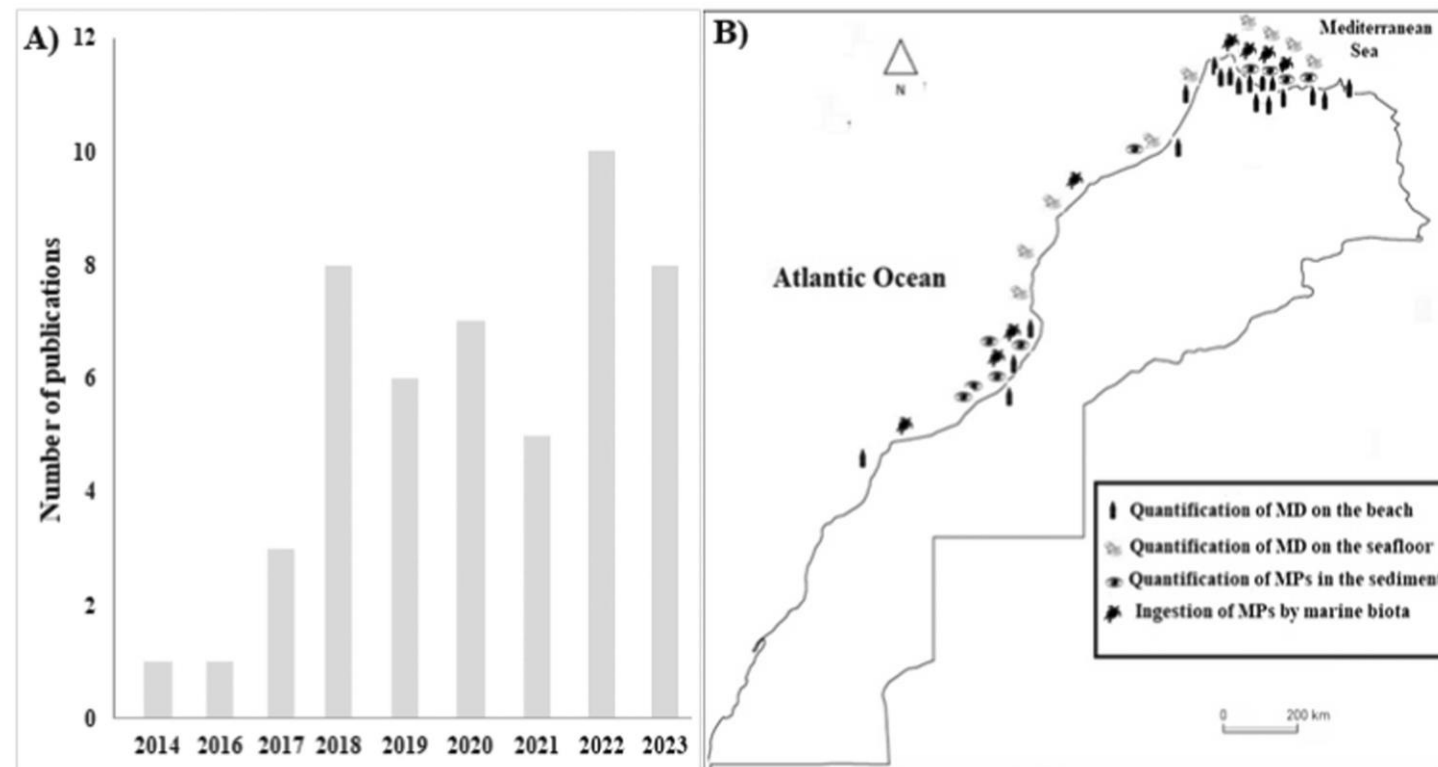 A)
12
10
8
6
4
2
0
Number of publications
2014 2016 2017 2018 2019 2020 2021 2022 2023
B)
N
Mediterranean
Sea
Atlantic Ocean
Quantification of MD on the beach
Quantification of MD on the seafloor
Quantification of MPs in the sediment
Ingestion of MPs by marine biota
0 200 km